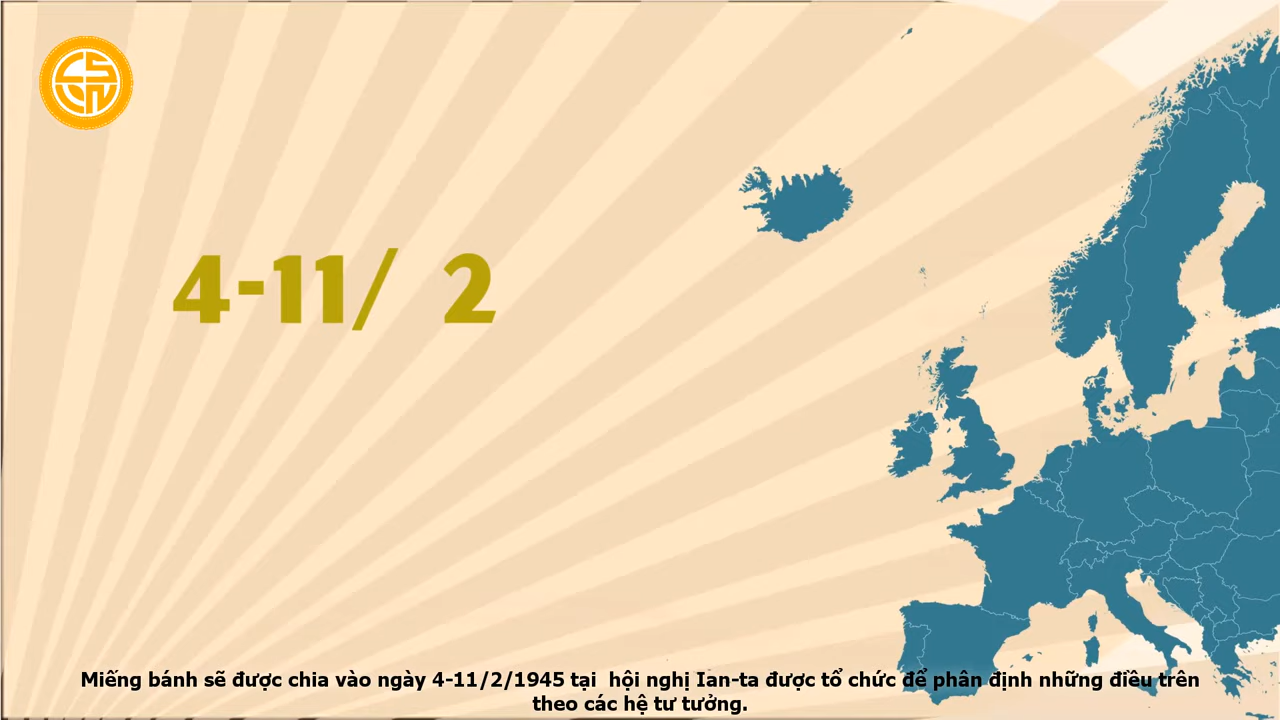 4-11/ 2
Miếng bánh sẽ được chia vào ngày 4-11/2/1945 tại  hội nghị Ian-ta được tổ chức để phân định những điều trên
theo các hệ tư tưởng.